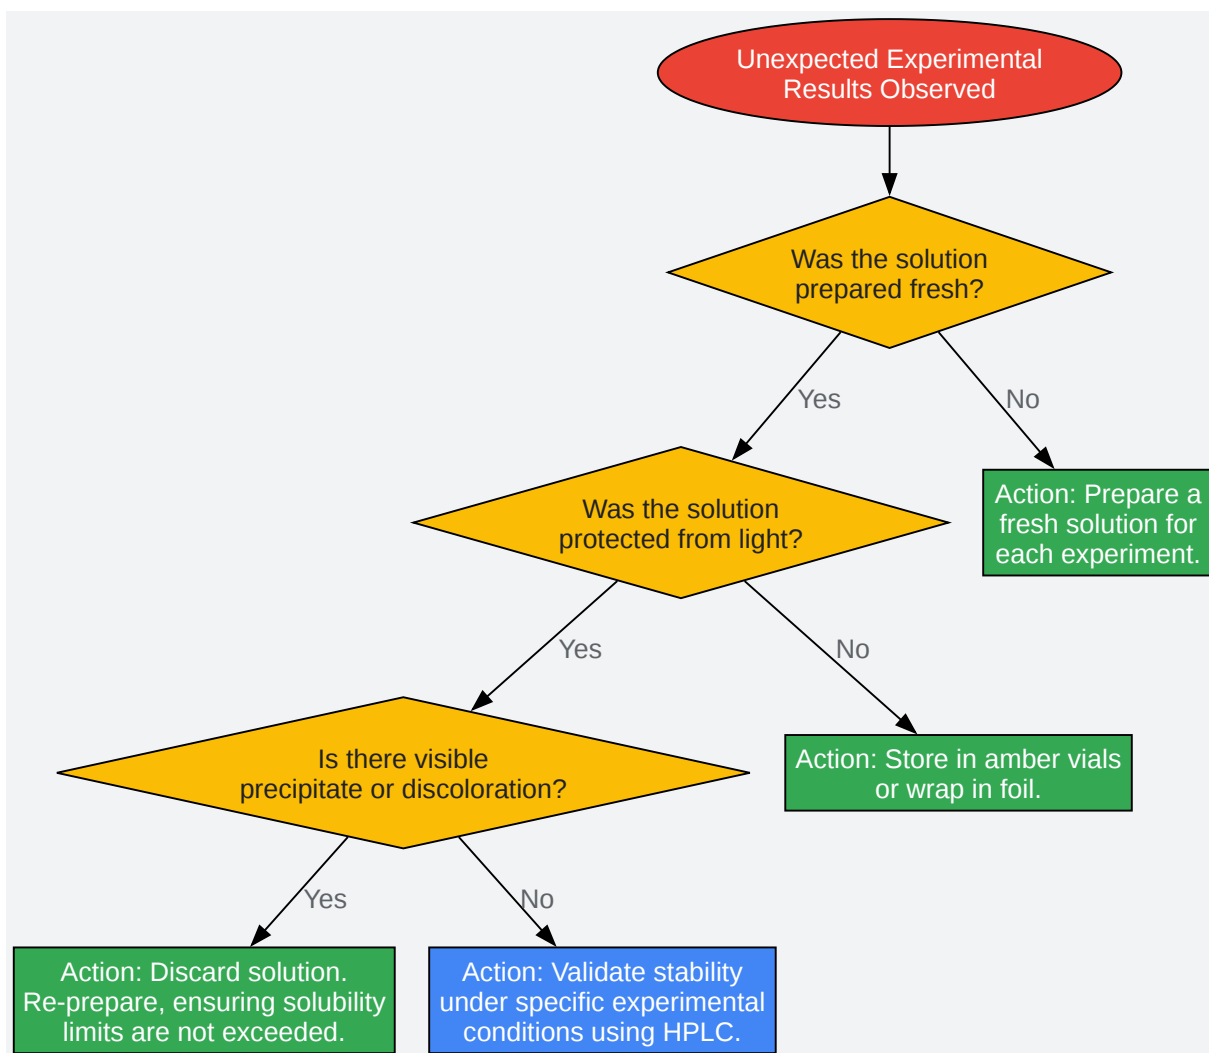 Unexpected Experimental
Results Observed
Was the solution
prepared fresh?
Yes
No
Was the solution
protected from light?
Action: Prepare a
fresh solution for
each experiment.
Yes
No
Is there visible
precipitate or discoloration?
Action: Store in amber vials
or wrap in foil.
Yes
No
Action: Discard solution.
Re-prepare, ensuring solubility
limits are not exceeded.
Action: Validate stability
under specific experimental
conditions using HPLC.